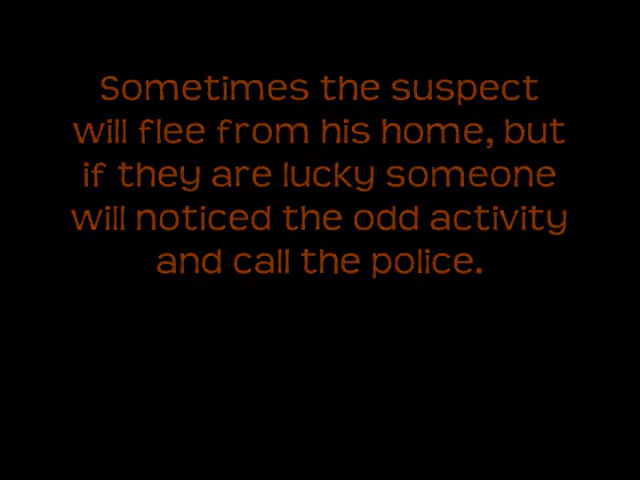 Sometimes the suspect
will flee from his home, but
if they are lucky someone
will noticed the odd activity
and call the police.